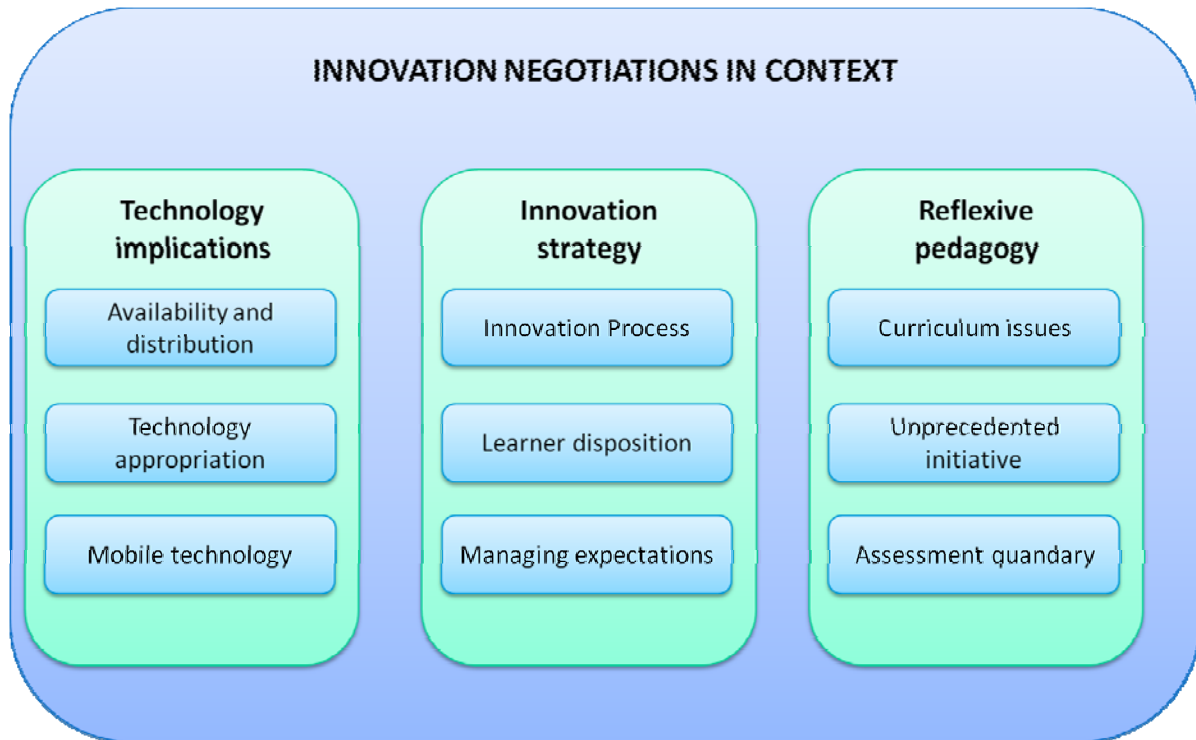 INNOVATION NEGOTIATIONS IN CONTEXT
Technology
implications
Availability and
distribution
Technology
appropriation
Mobile technology
Innovation
strategy
Innovation Process
Learner disposition
Managing expectations
Reflexive
pedagogy
Curriculum issues
Unprecedented
initiative
Assessment quandary